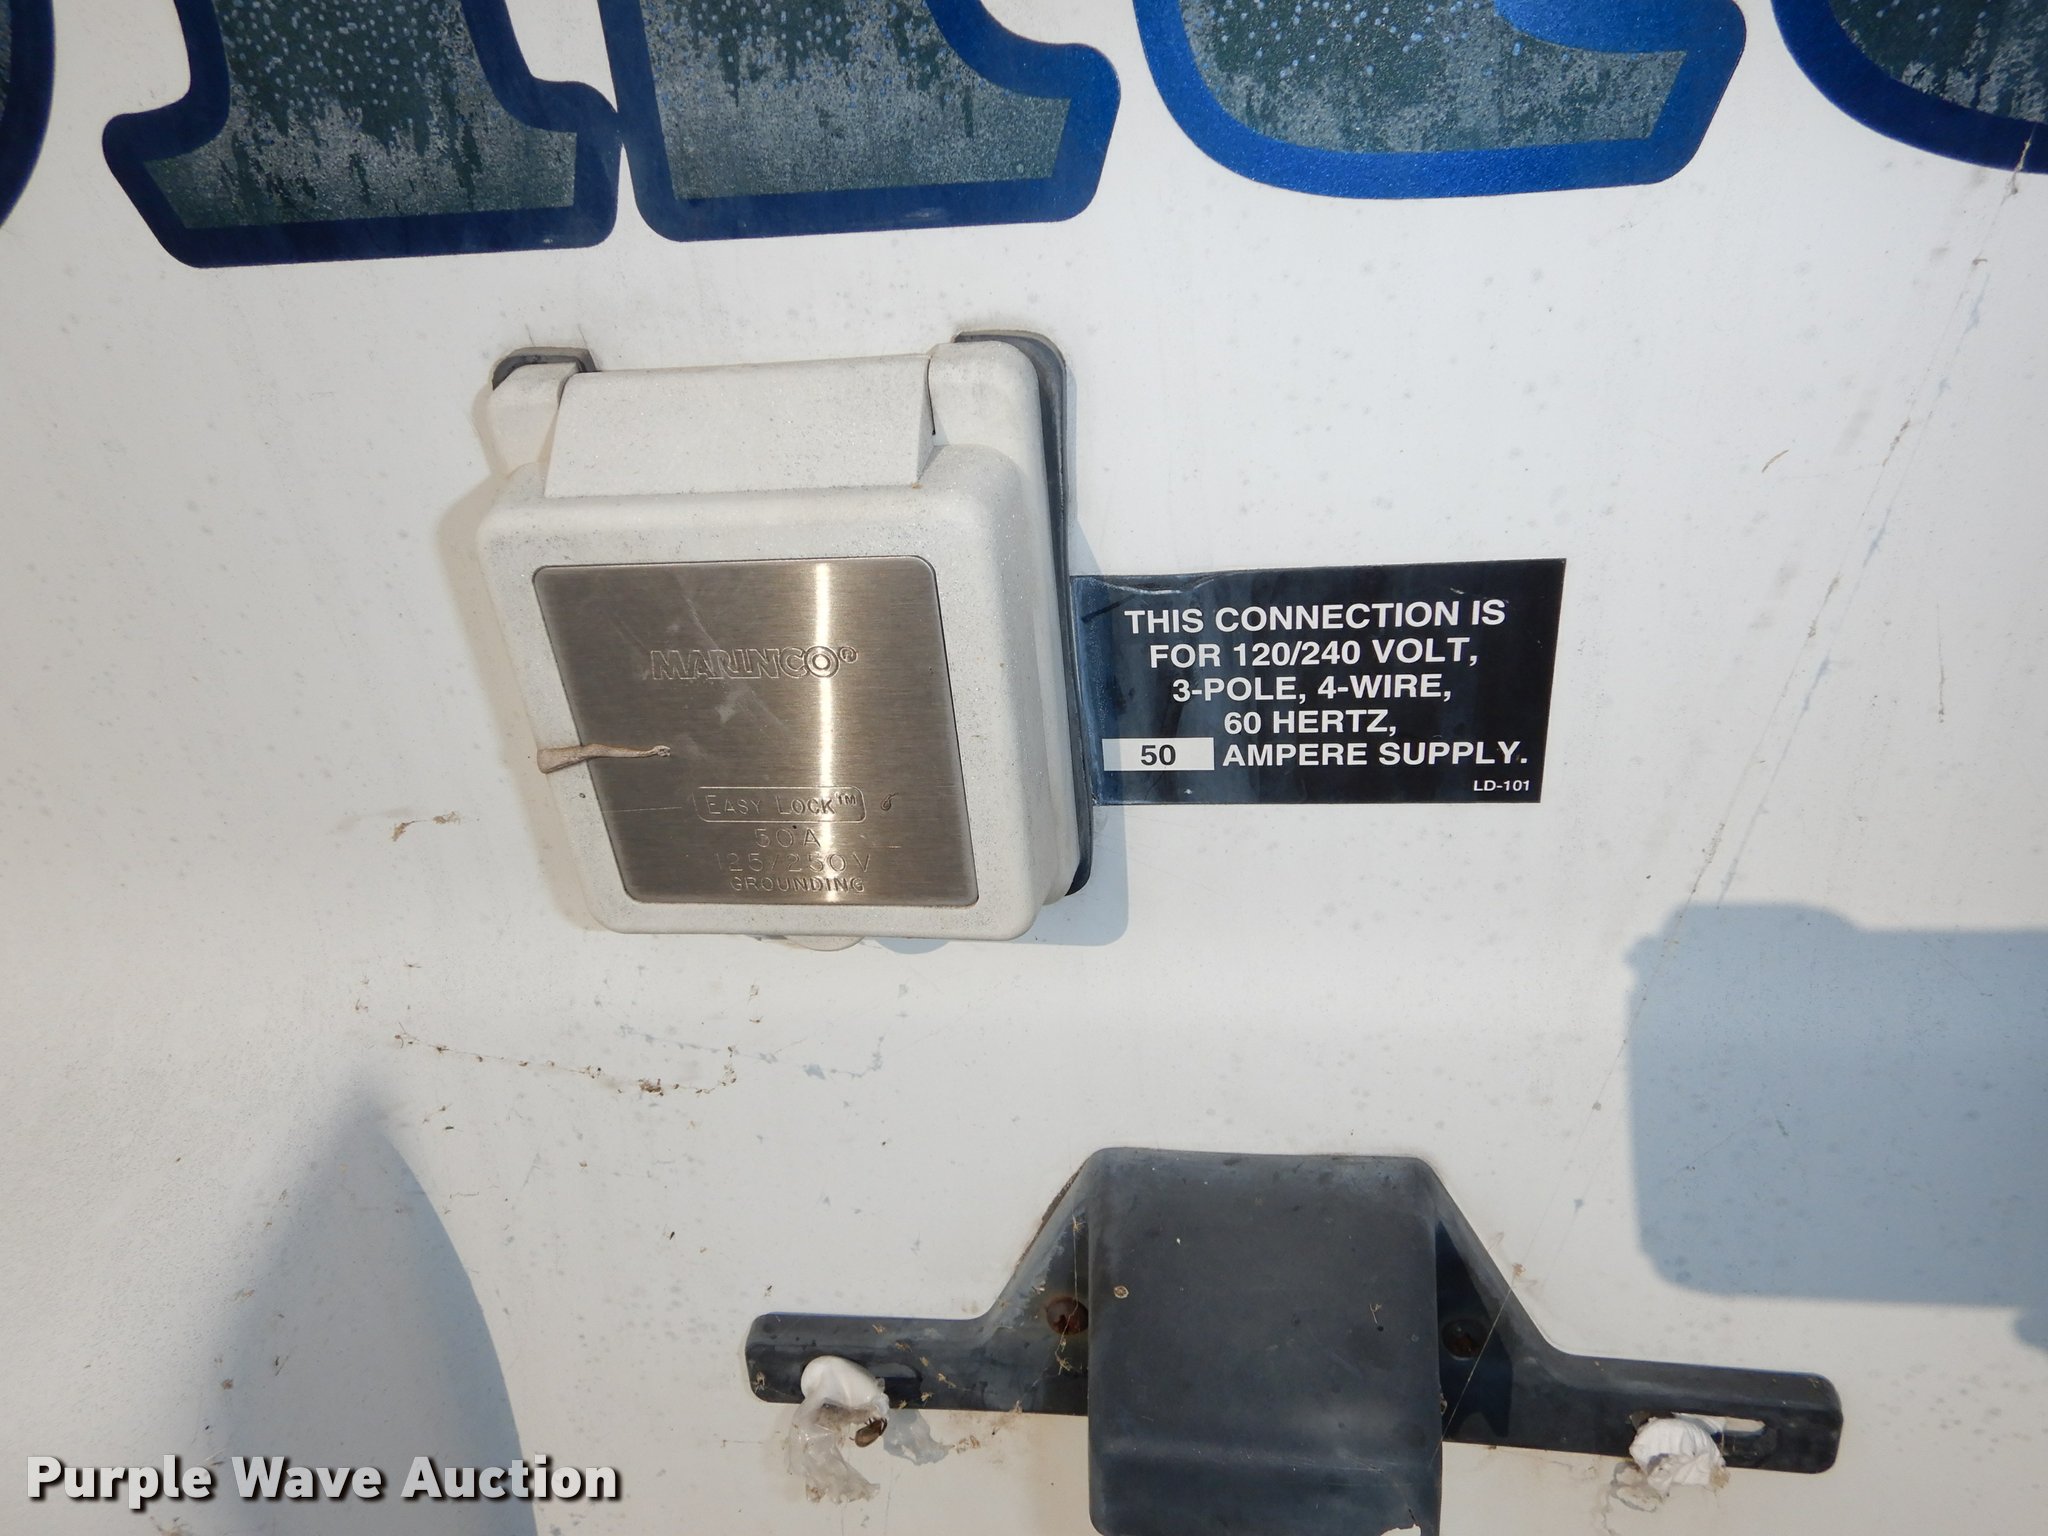 MARINCO®
EASY LOCK™
50A
125/250V
GROUNDING
THIS CONNECTION IS
FOR 120/240 VOLT,
3-POLE, 4-WIRE,
60 HERTZ,
50 AMPERE SUPPLY.
LD-101
Purple Wave Auction